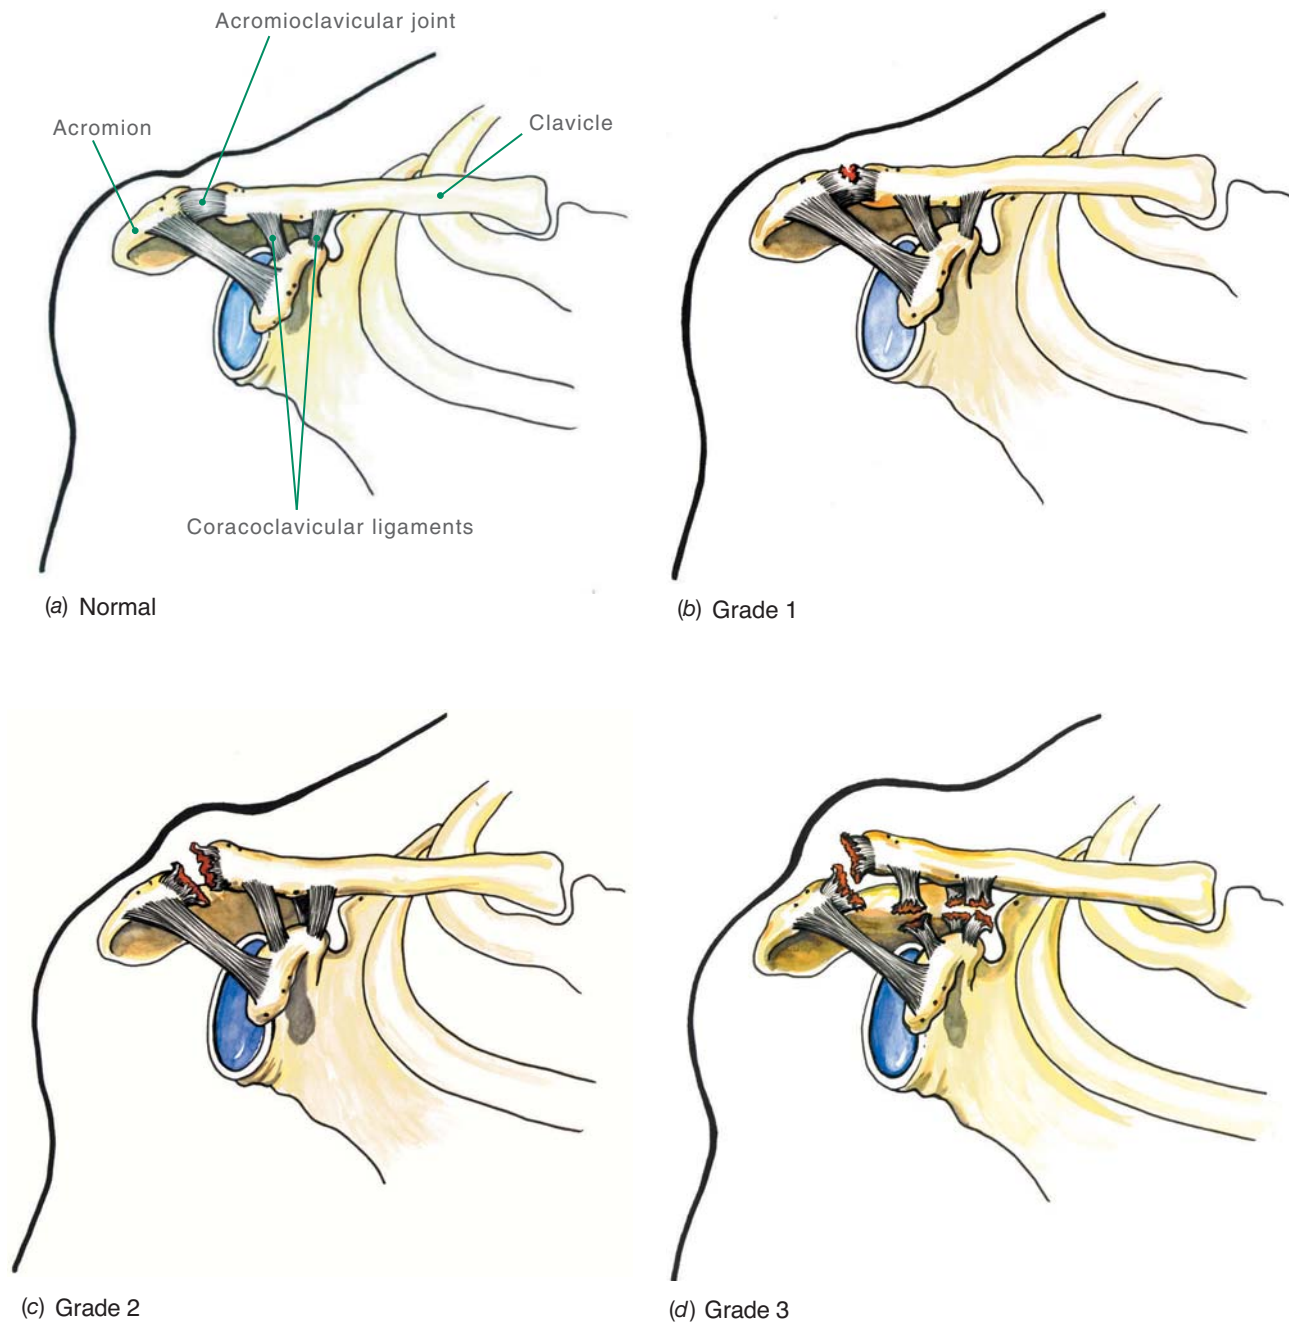 Acromioclavicular joint
Acromion
Clavicle
Coracoclavicular ligaments
(a) Normal
(b) Grade 1
(c) Grade 2
(d) Grade 3